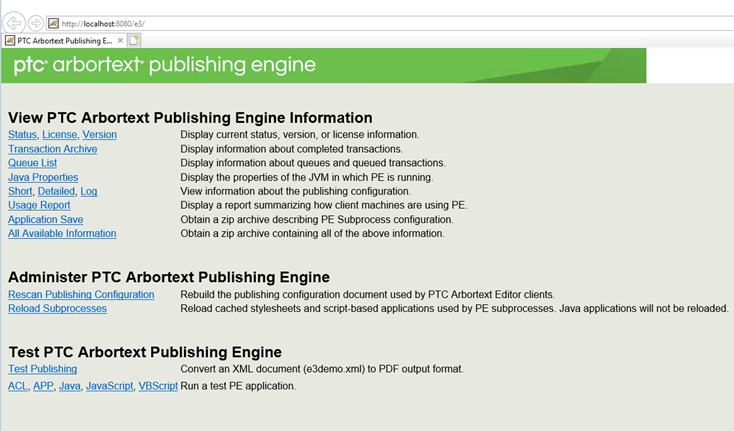 http://localhost:8080/e3/
PTC Arbortext Publishing E...
ptc® arbortext® publishing engine
View PTC Arbortext Publishing Engine Information
Status, License, Version Display current status, version, or license information.
Transaction Archive Display information about completed transactions.
Queue List Display information about queues and queued transactions.
Java Properties Display the properties of the JVM in which PE is running.
Short, Detailed, Log View information about the publishing configuration.
Usage Report Display a report summarizing how client machines are using PE.
Application Save Obtain a zip archive describing PE Subprocess configuration.
All Available Information Obtain a zip archive containing all of the above information.
Administer PTC Arbortext Publishing Engine
Rescan Publishing Configuration Rebuild the publishing configuration document used by PTC Arbortext Editor clients.
Reload Subprocesses Reload cached stylesheets and script-based applications used by PE subprocesses. Java applications will not be reloaded.
Test PTC Arbortext Publishing Engine
Test Publishing Convert an XML document (e3demo.xml) to PDF output format.
ACL, APP, Java, JavaScript, VBScript Run a test PE application.